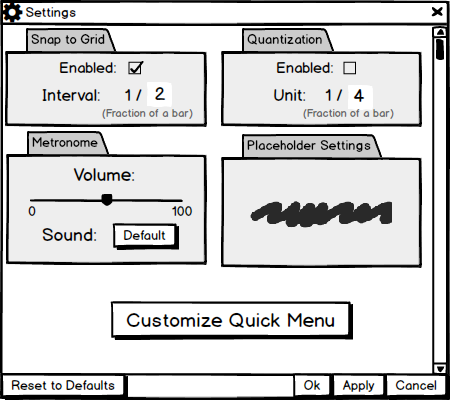 Settings
Snap to Grid
Enabled:
Interval: 1 / 2
(Fraction of a bar)
Quantization
Enabled:
Unit: 1 / 4
(Fraction of a bar)
Metronome
Volume:
0 100
Sound: Default
Placeholder Settings
Customize Quick Menu
Reset to Defaults Ok Apply Cancel